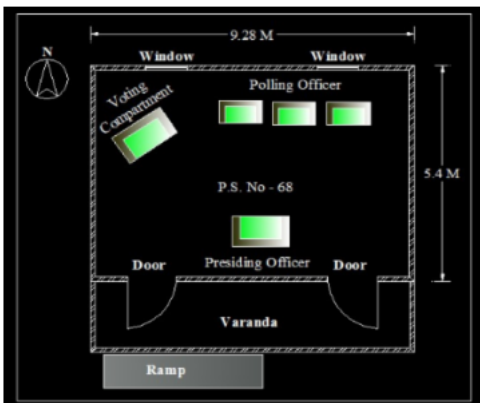 9.28 M
N
Window
Window
Voting
Compartment
Polling Officer
5.4 M
P.S. No - 68
Door
Presiding Officer
Door
Varanda
Ramp